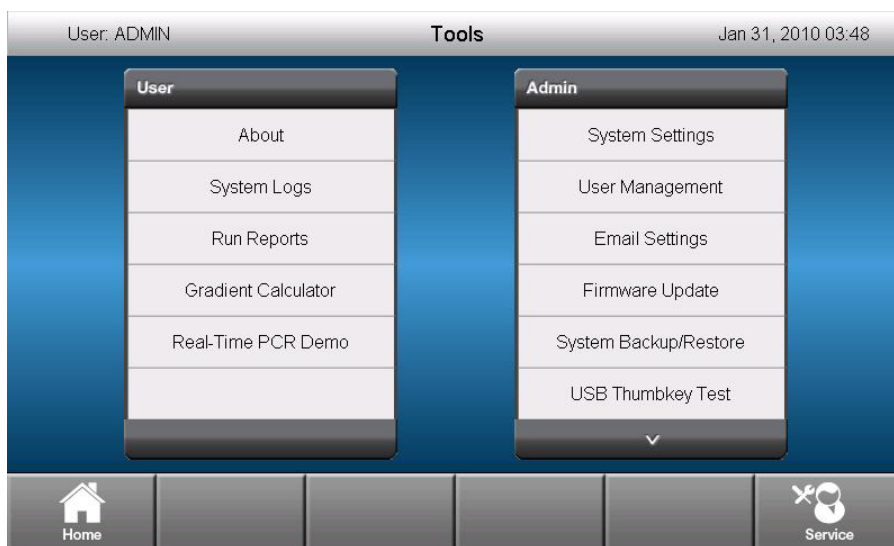 User: ADMIN
Tools
Jan 31, 2010 03:48
User
About
System Logs
Run Reports
Gradient Calculator
Real-Time PCR Demo
Admin
System Settings
User Management
Email Settings
Firmware Update
System Backup/Restore
USB Thumbkey Test
Home
Service